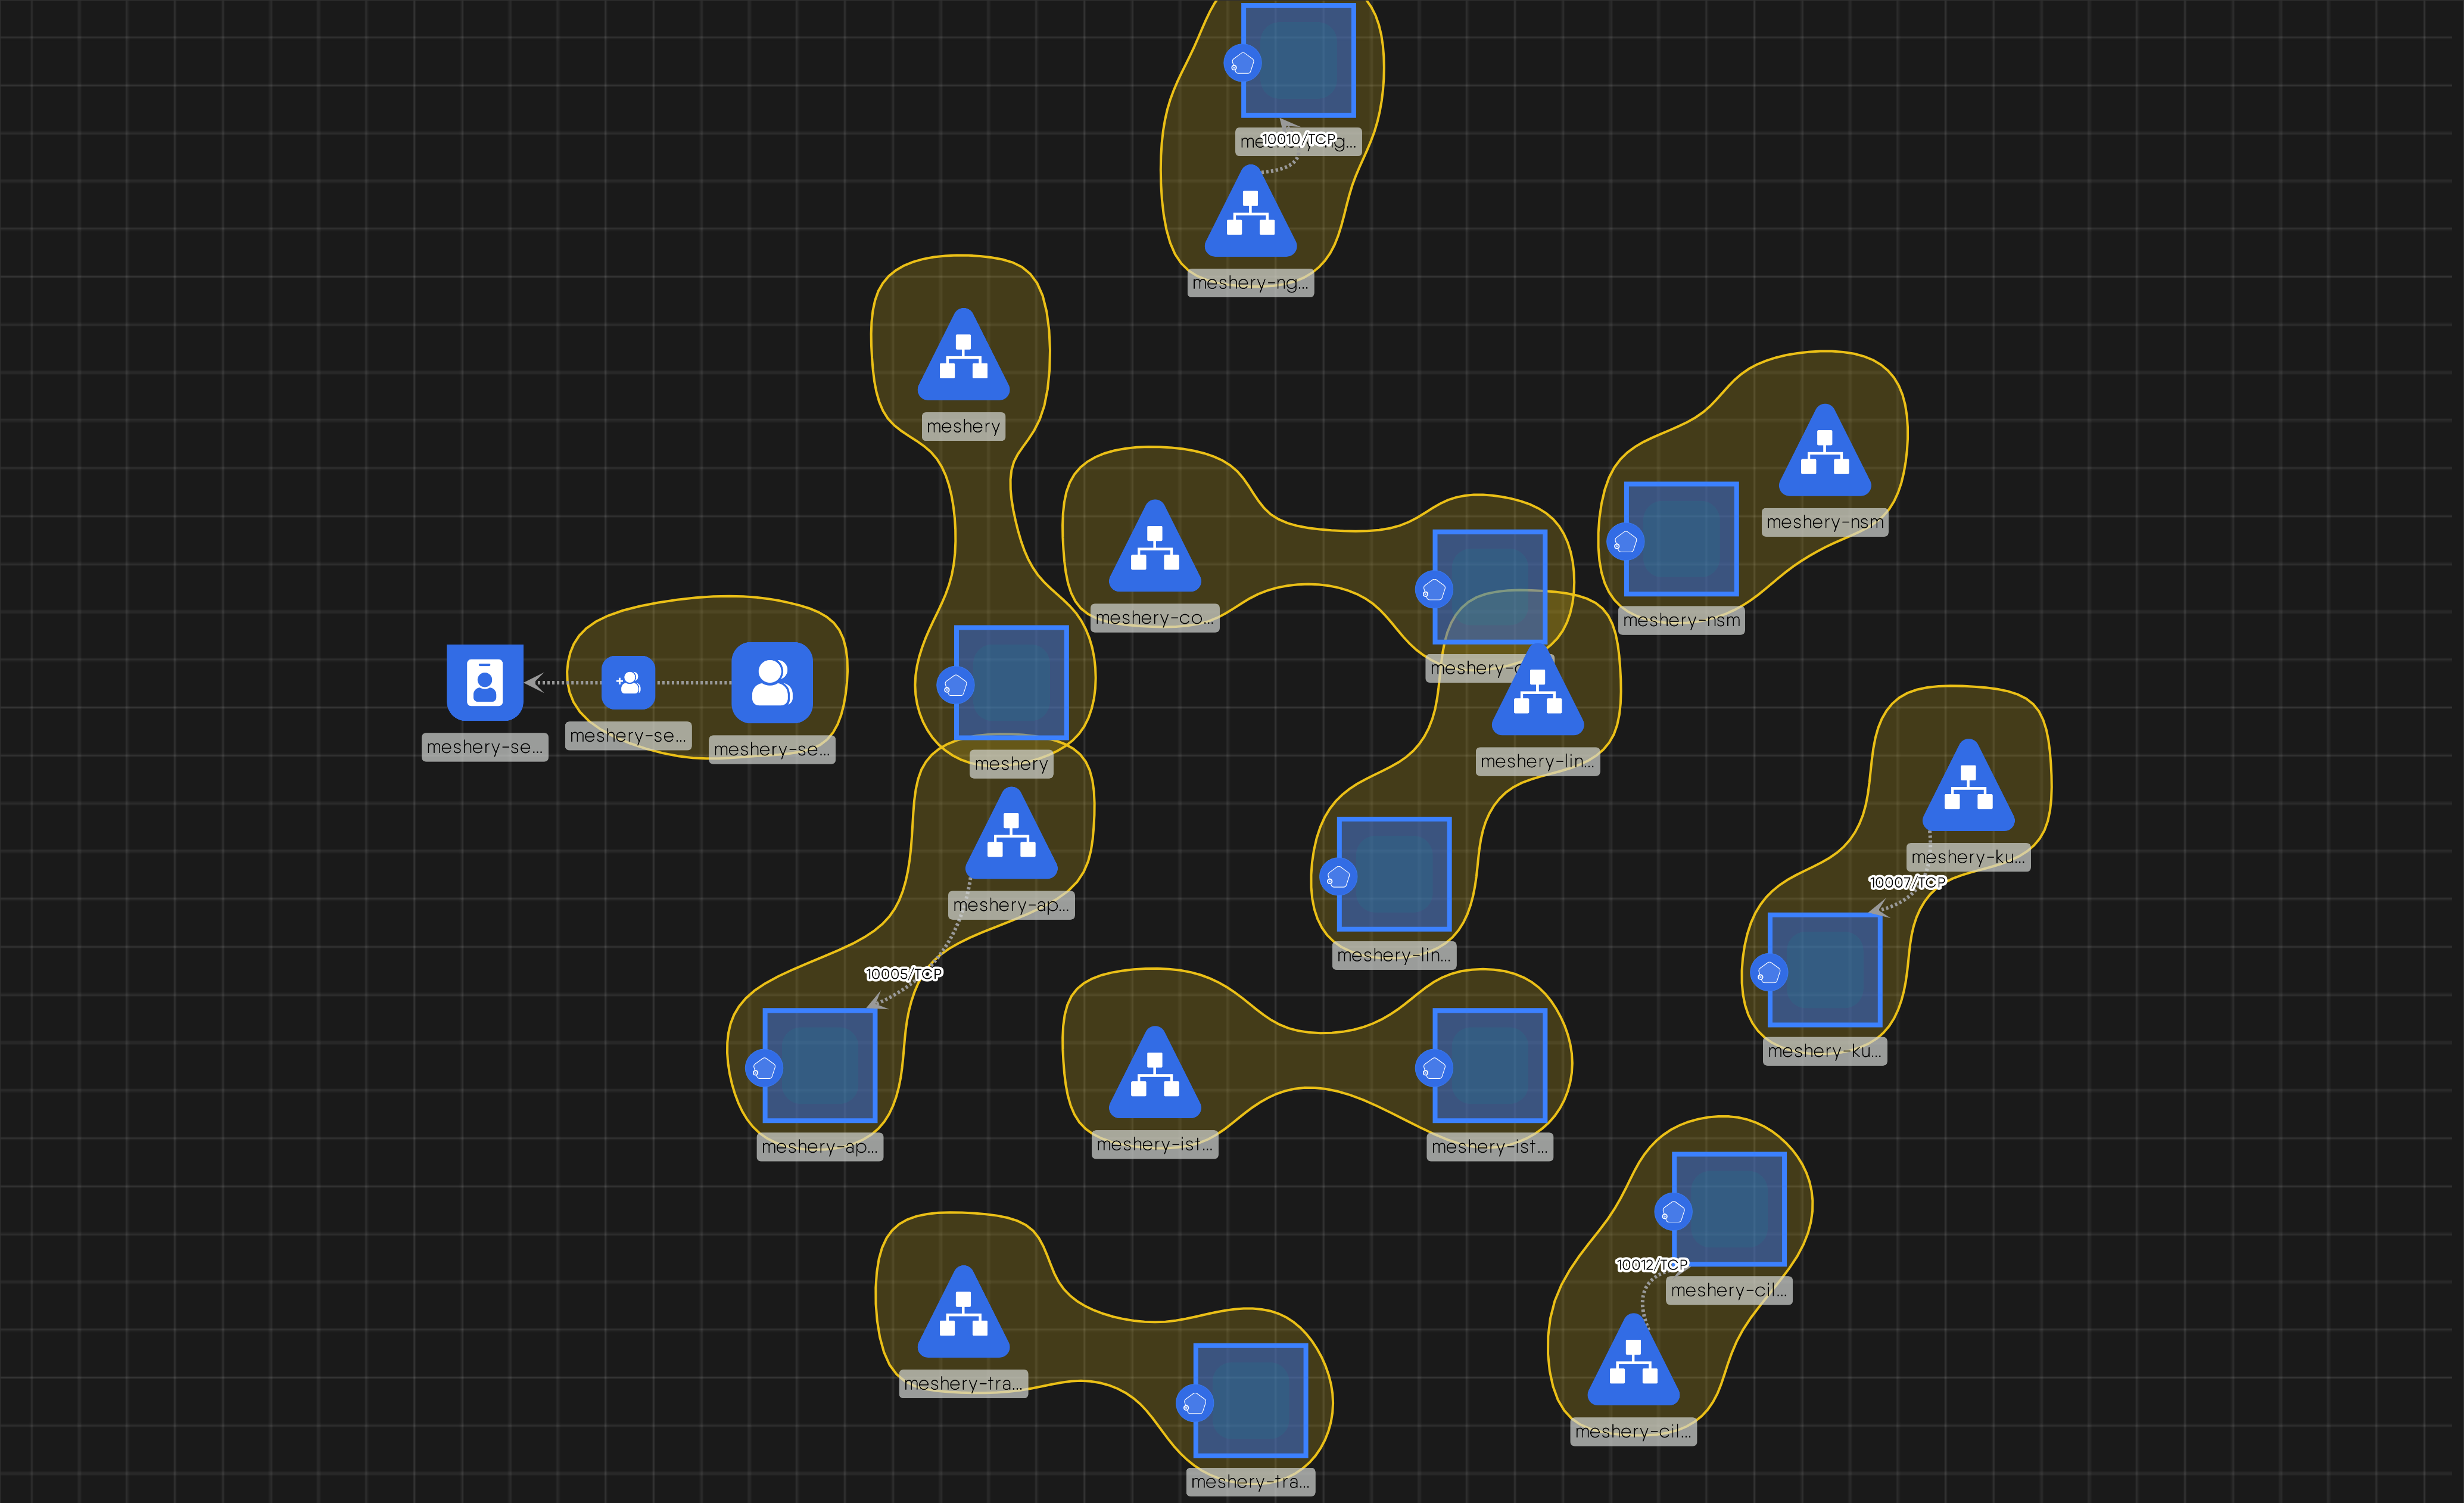 10010/TCP
meshery-ng...
meshery
meshery-nsm
meshery-co...
meshery-nsm
meshery-se...
meshery-se...
meshery-se...
meshery
meshery-lin...
meshery-ku...
10007/TCP
meshery-ap...
meshery-lin...
10005/TCP
meshery-ku...
meshery-ap...
meshery-ist...
meshery-ist...
10012/TCP
meshery-cil...
meshery-tra...
meshery-cil...
meshery-tra...